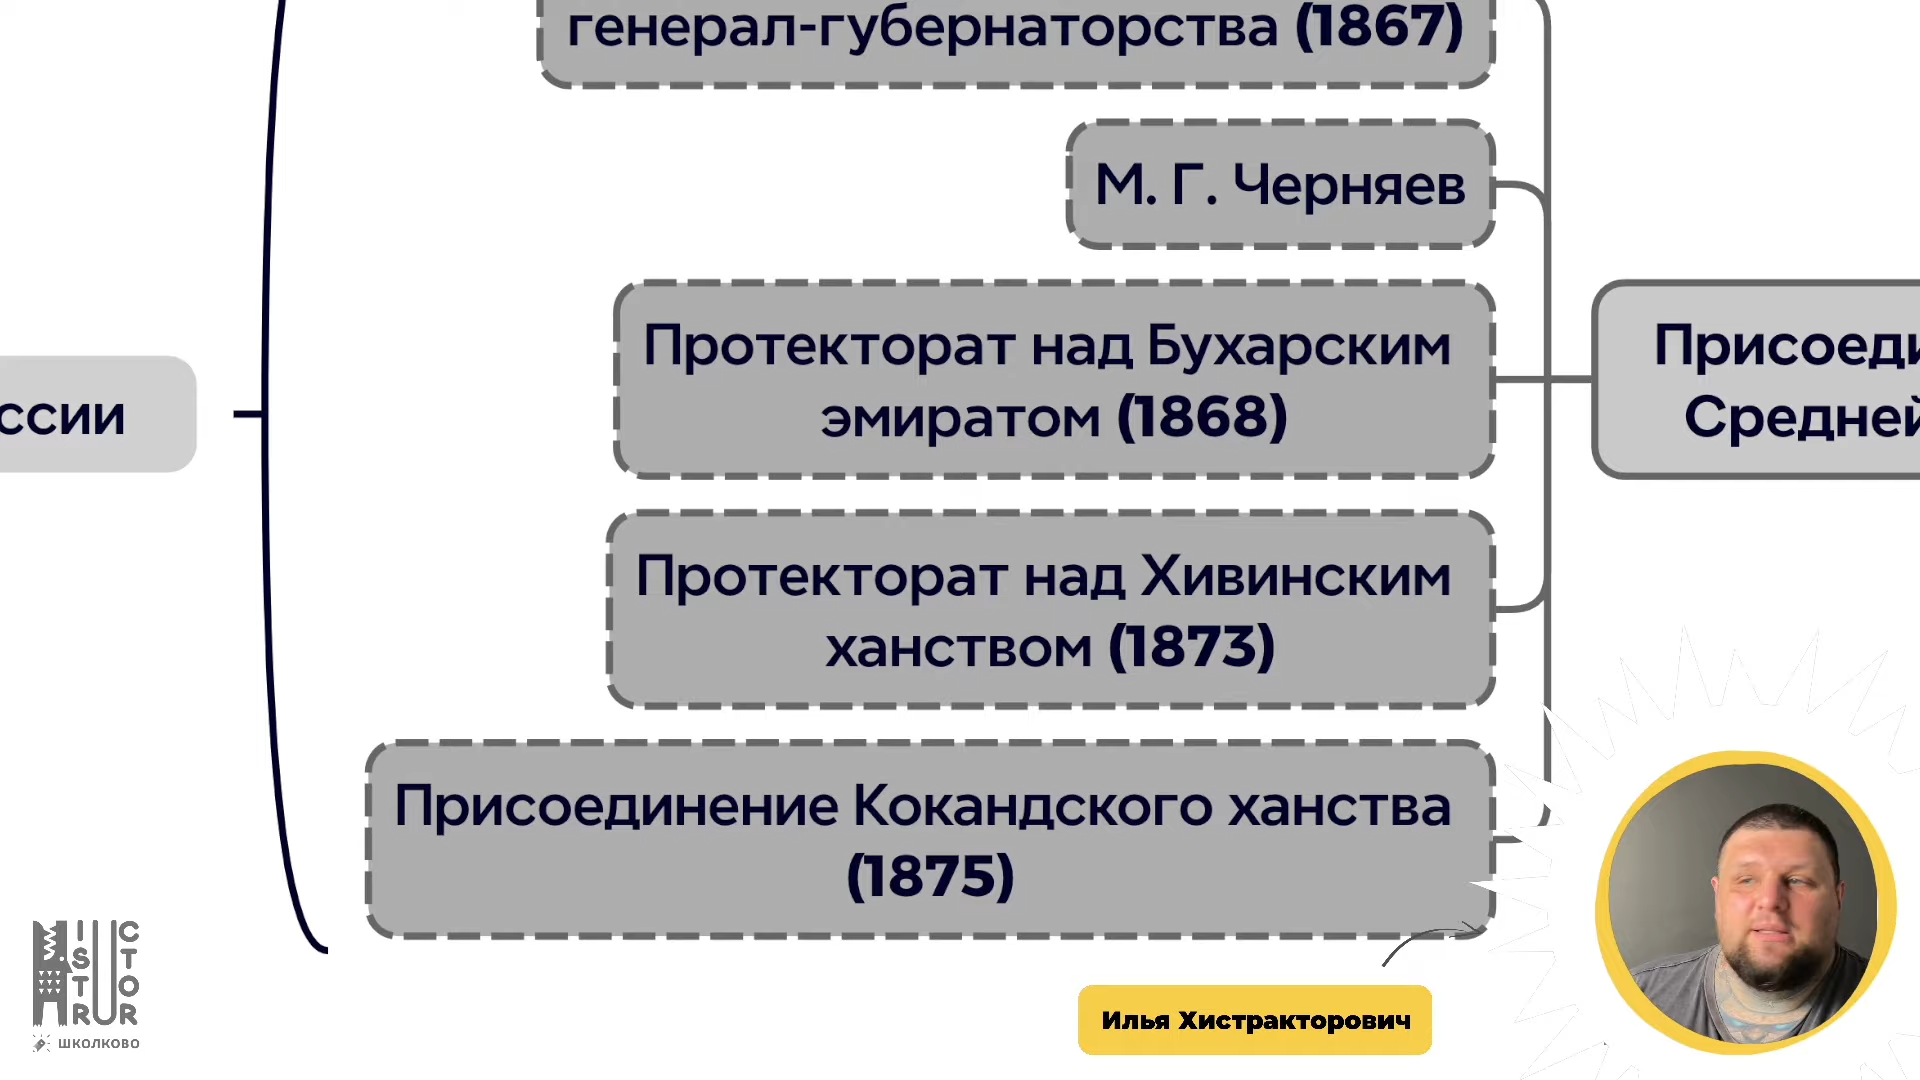 генерал-губернаторства (1867)
М. Г. Черняев
Протекторат над Бухарским
эмиратом (1868)
ссии
Присоеди
Средней
Протекторат над Хивинским
ханством (1873)
Присоединение Кокандского ханства
(1875)
HISTRUCTOR
ШКОЛКОВО
Илья Хистракторович